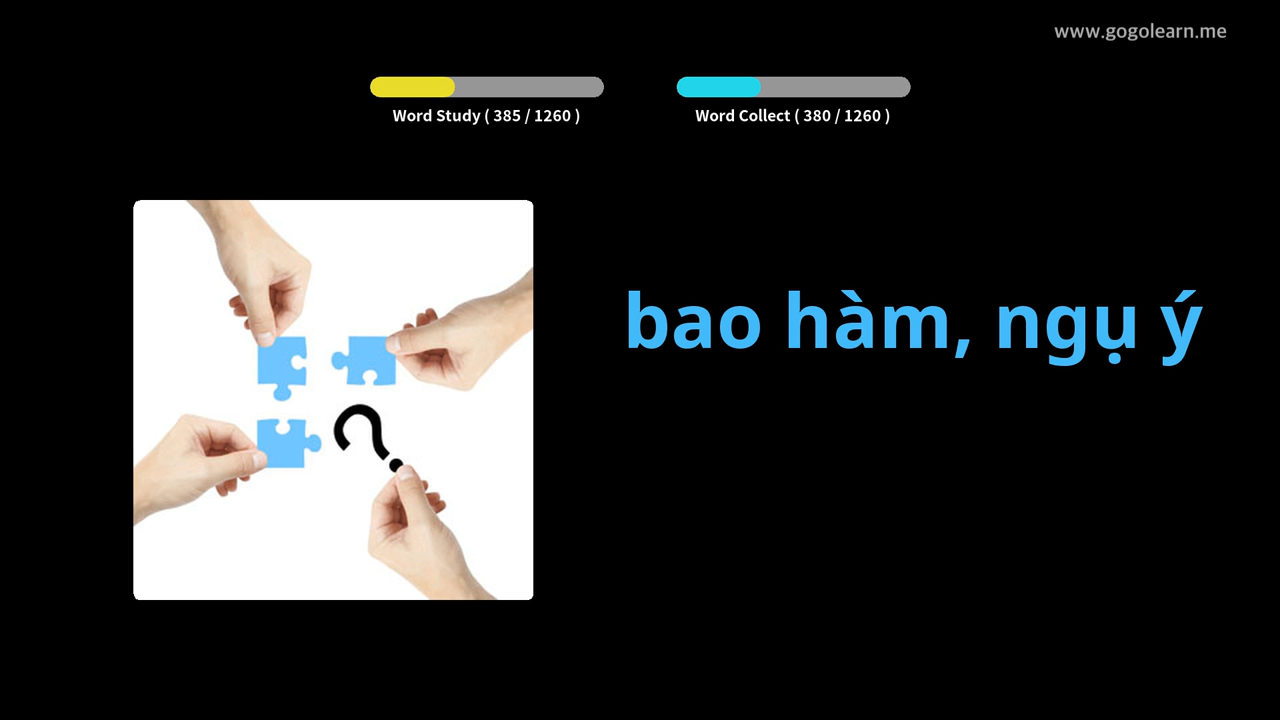 www.gogolearn.me
Word Study ( 385 / 1260 )
Word Collect ( 380 / 1260 )
bao hàm, ngụ ý
?